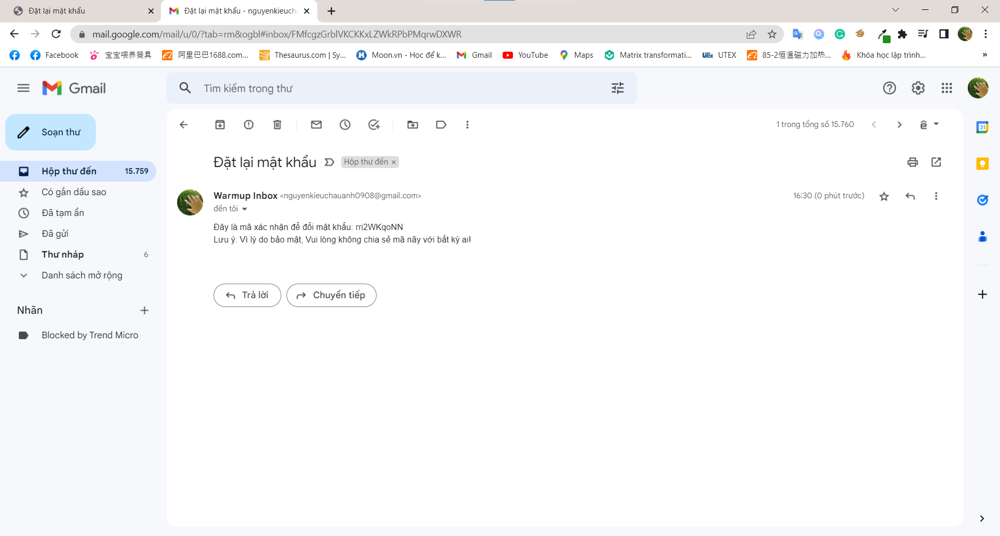 Đặt lại mật khẩu
Đặt lại mật khẩu - nguyenkieuch
mail.google.com/mail/u/0/?tab=rm&ogbl#inbox/FMfcgzGrblVKCKKxLZWkRPbPMqrwDXWR
Facebook
宝宝喂养餐具
阿里巴巴1688.com...
Thesaurus.com | Sy...
Moon.vn - Học để k...
Gmail
YouTube
Maps
Matrix transformati...
UEx UTEX
85-2恒温磁力加热...
Khóa học lập trình...
»
Gmail
Tìm kiếm trong thư
Soạn thư
1 trong tổng số 15.760
Đặt lại mật khẩu
Hộp thư đến ×
Hộp thư đến 15.759
Có gắn dấu sao
Đã tạm ẩn
Đã gửi
Thư nháp 6
Danh sách mở rộng
Nhãn
Blocked by Trend Micro
Warmup Inbox <nguyenkieuchauanh0908@gmail.com>
16:30 (0 phút trước)
đến tôi
Đây là mã xác nhận để đổi mật khẩu: rri2WKqoNN
Lưu ý: Vì lý do bảo mật, Vui lòng không chia sẻ mã nãy với bất kỳ ai!
Trả lời
Chuyển tiếp
31